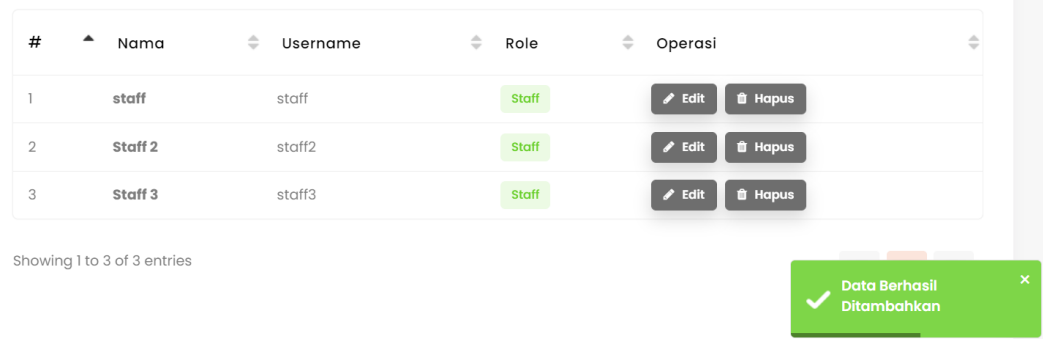 # Nama Username Role Operasi
1 staff staff Staff Edit Hapus
2 Staff 2 staff2 Staff Edit Hapus
3 Staff 3 staff3 Staff Edit Hapus
Showing 1 to 3 of 3 entries
Data Berhasil ×
Ditambahkan